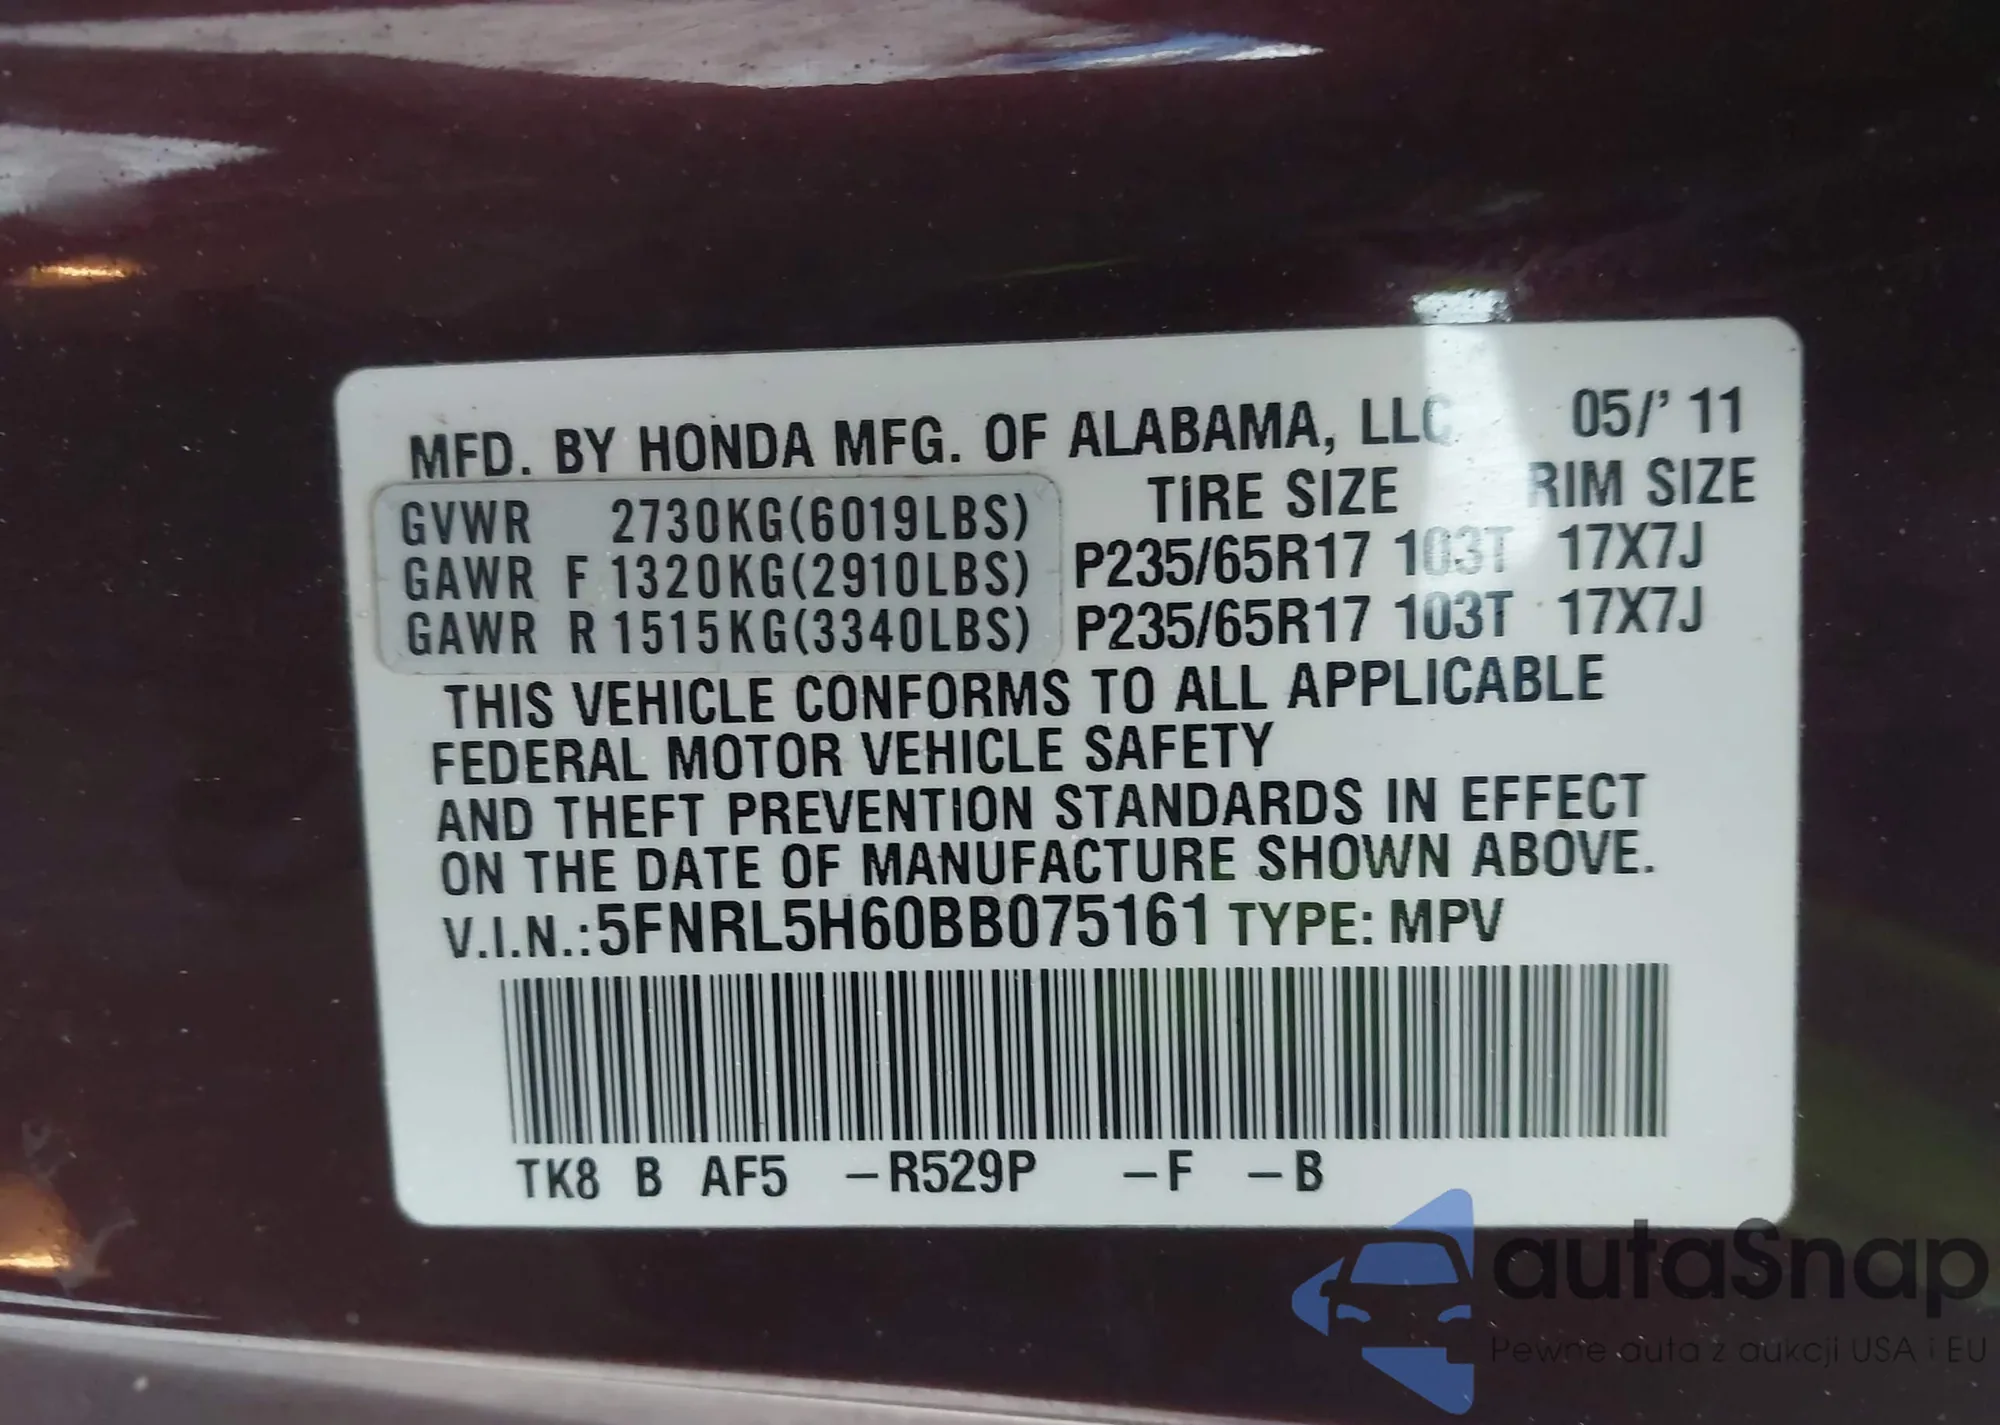 MFD. BY HONDA MFG. OF ALABAMA, LLC 05/' 11
TIRE SIZE RIM SIZE
GVWR 2730KG(6019LBS)
GAWR F 1320KG(2910LBS) P235/65R17 103T 17X7J
GAWR R 1515KG(3340LBS) P235/65R17 103T 17X7J
THIS VEHICLE CONFORMS TO ALL APPLICABLE
FEDERAL MOTOR VEHICLE SAFETY
AND THEFT PREVENTION STANDARDS IN EFFECT
ON THE DATE OF MANUFACTURE SHOWN ABOVE.
V.I.N.:5FNRL5H60BB075161 TYPE: MPV
TK8 B AF5 –R529P –F –B
autaSnap
Pewne auta z aukcji USA i EU